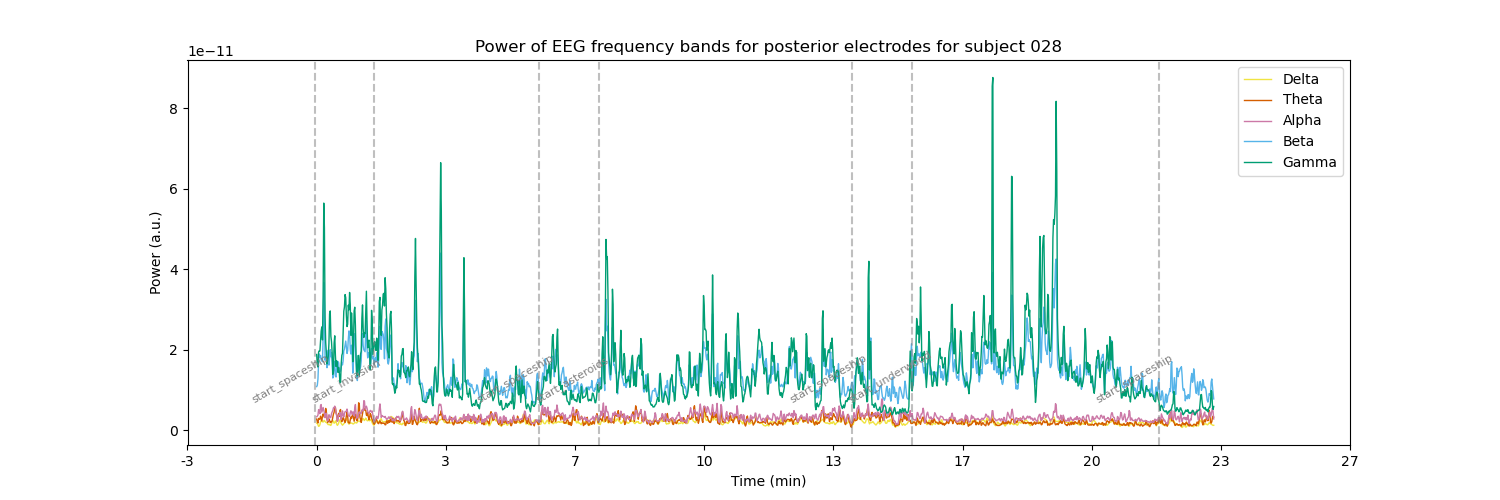 Power of EEG frequency bands for posterior electrodes for subject 028
1e−11
Delta
Theta
Alpha
Beta
Gamma
8
6
4
2
0
Power (a.u.)
start_spaceship
start_invasion
start_spaceship
start_asteroids
start_spaceship
start_underwater
start_spaceship
-3
0
3
7
10
13
17
20
23
27
Time (min)